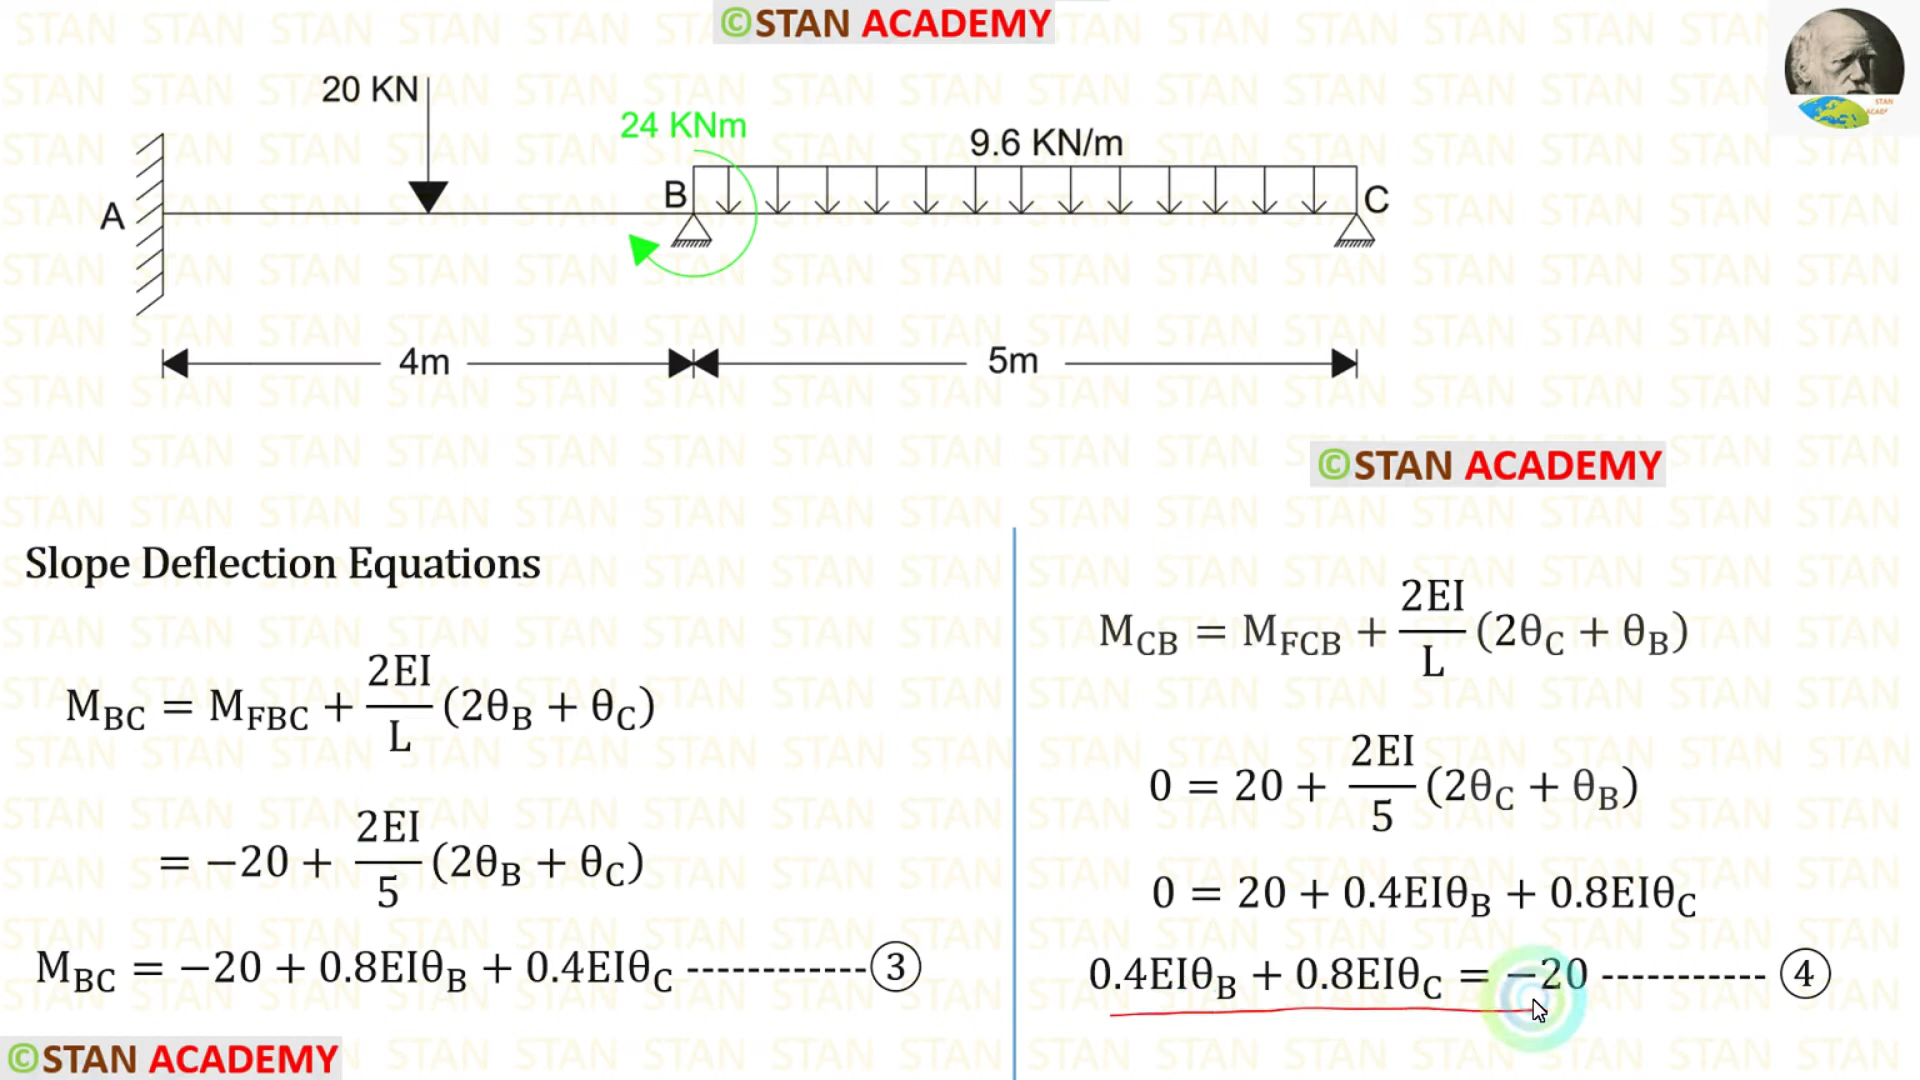 ©STAN ACADEMY
20 KN
24 KNm
9.6 KN/m
A
B
C
4m
5m
STAN
ACADEMY
©STAN ACADEMY
Slope Deflection Equations
M_BC = M_FBC + 2EI/L (2θ_B + θ_C)
= −20 + 2EI/5 (2θ_B + θ_C)
M_BC = −20 + 0.8EIθ_B + 0.4EIθ_C ------------ ③
M_CB = M_FCB + 2EI/L (2θ_C + θ_B)
0 = 20 + 2EI/5 (2θ_C + θ_B)
0 = 20 + 0.4EIθ_B + 0.8EIθ_C
0.4EIθ_B + 0.8EIθ_C = −20 ----------- ④
©STAN ACADEMY